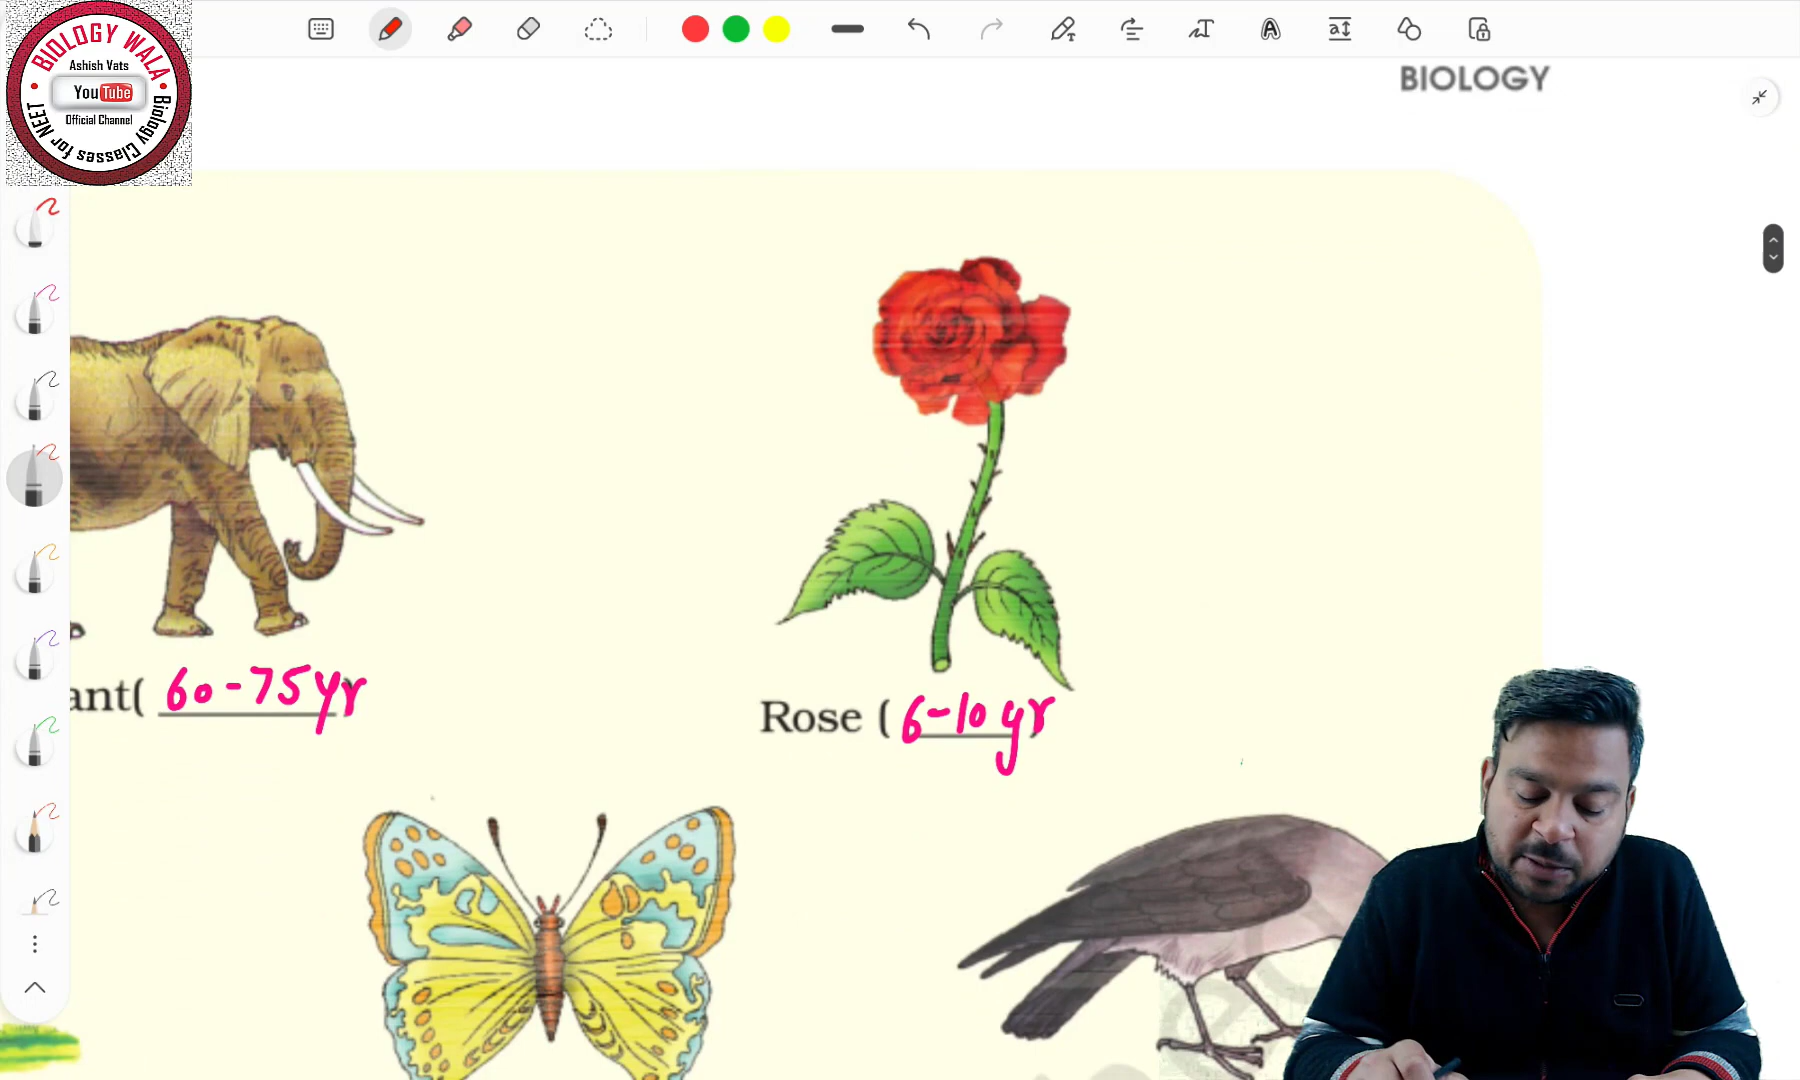 BIOLOGY WALA
Ashish Vats
YouTube
Official Channel
Biology Classes for NEET
BIOLOGY
ant( 60-75yr )
Rose ( 6-10 yr )